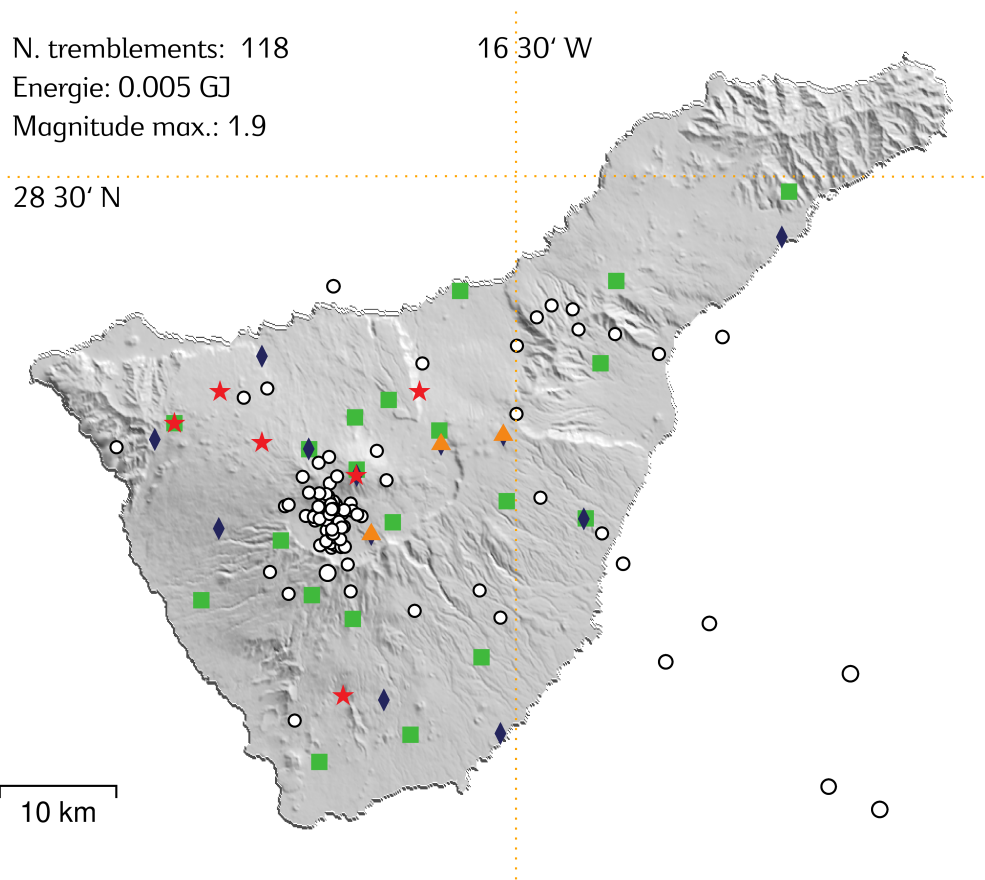 N. tremblements: 118
Energie: 0.005 GJ
Magnitude max.: 1.9
16 30‘ W
28 30‘ N
10 km